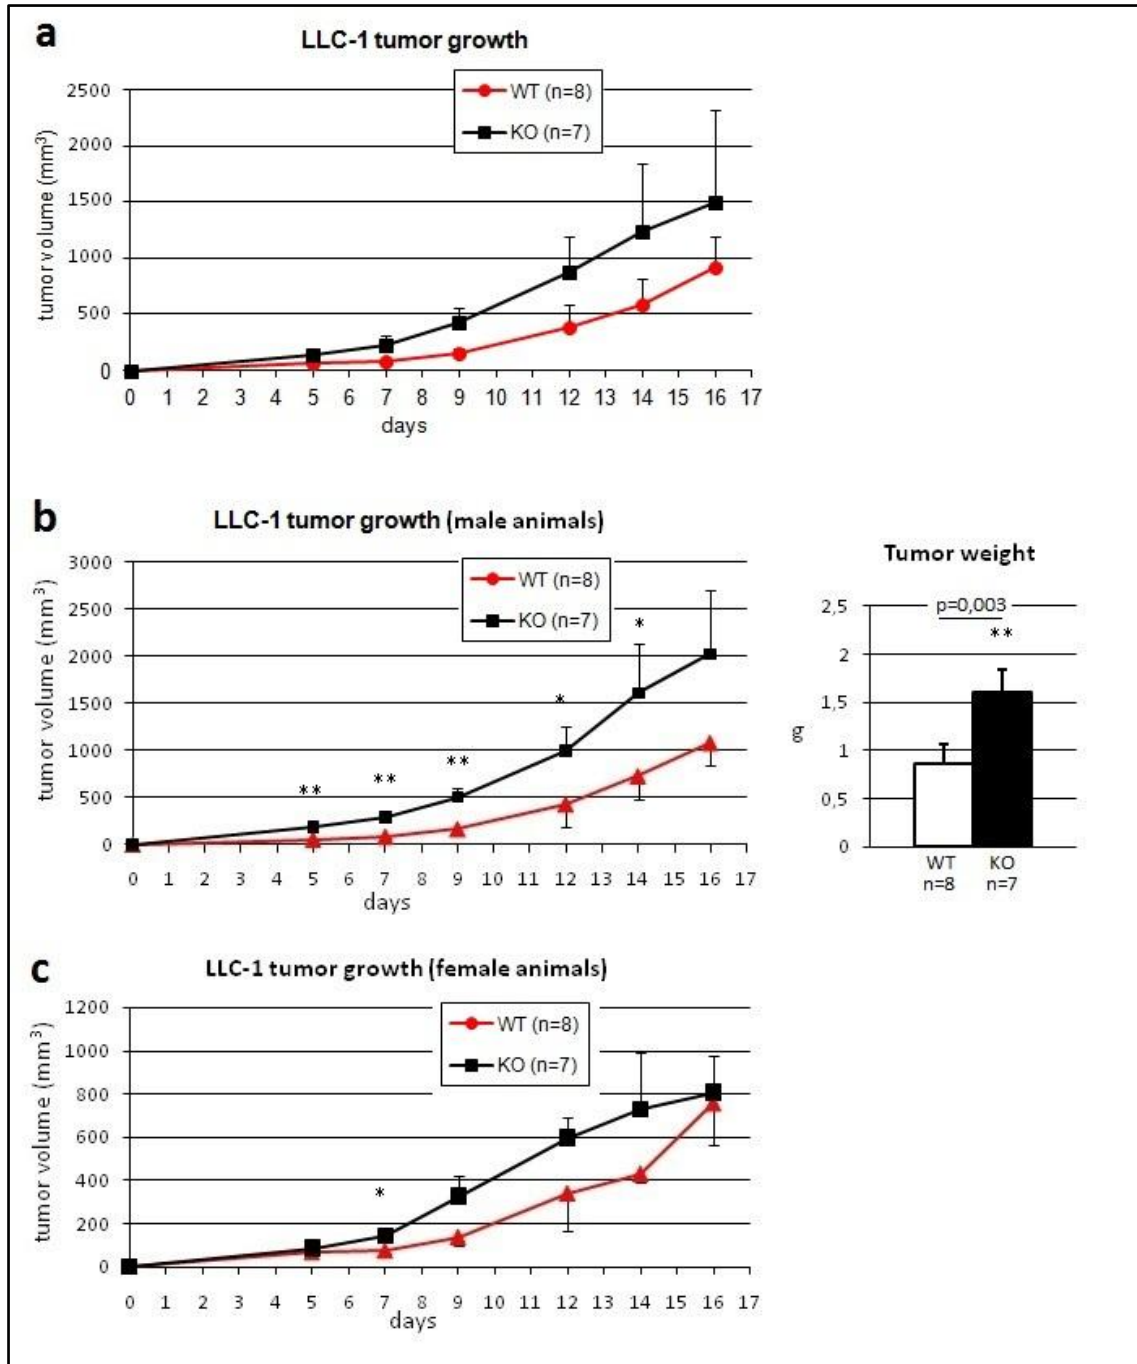 a
LLC-1 tumor growth
WT (n=8)
KO (n=7)
tumor volume (mm³)
2500
2000
1500
1000
500
0
0 1 2 3 4 5 6 7 8 9 10 11 12 13 14 15 16 17
days
b
LLC-1 tumor growth (male animals)
WT (n=8)
KO (n=7)
tumor volume (mm³)
3000
2500
2000
1500
1000
500
0
** ** ** * *
0 1 2 3 4 5 6 7 8 9 10 11 12 13 14 15 16 17
days
Tumor weight
p=0,003
**
g
2,5
2
1,5
1
0,5
0
WT KO
n=8 n=7
c
LLC-1 tumor growth (female animals)
WT (n=8)
KO (n=7)
tumor volume (mm³)
1200
1000
800
600
400
200
0
*
0 1 2 3 4 5 6 7 8 9 10 11 12 13 14 15 16 17
days